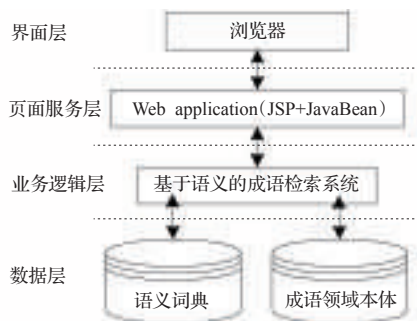 界面层
浏览器
页面服务层
Web application(JSP+JavaBean)
业务逻辑层
基于语义的成语检索系统
数据层
语义词典
成语领域本体